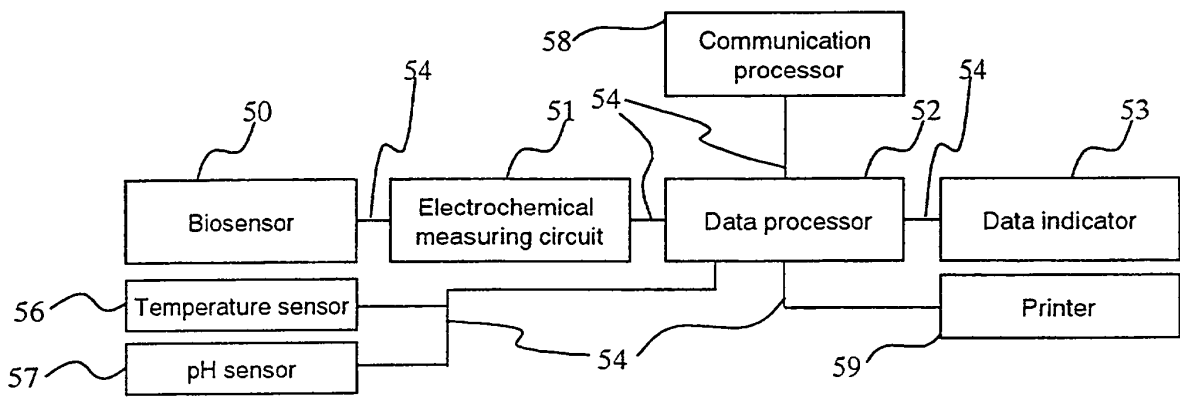 58
Communication
processor
54
50
51
54
52
54
53
Biosensor
Electrochemical
measuring circuit
Data processor
Data indicator
56
Temperature sensor
Printer
57
pH sensor
54
59